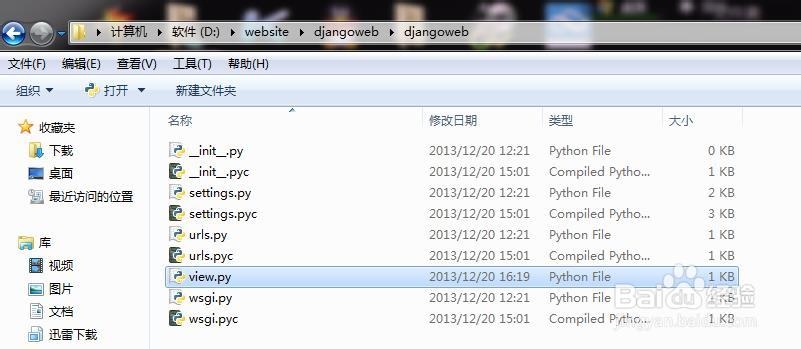 计算机 ▸ 软件 (D:) ▸ website ▸ djangoweb ▸ djangoweb
文件(F) 编辑(E) 查看(V) 工具(T) 帮助(H)
组织 打开 新建文件夹
名称 修改日期 类型 大小
收藏夹
下载
桌面
最近访问的位置
库
视频
图片
文档
迅雷下载
__init__.py 2013/12/20 12:21 Python File 0 KB
__init__.pyc 2013/12/20 15:01 Compiled Pytho... 1 KB
settings.py 2013/12/20 12:21 Python File 2 KB
settings.pyc 2013/12/20 15:01 Compiled Pytho... 3 KB
urls.py 2013/12/20 12:21 Python File 1 KB
urls.pyc 2013/12/20 15:01 Compiled Pytho... 1 KB
view.py 2013/12/20 16:19 Python File 1 KB
wsgi.py 2013/12/20 12:21 Python File 1 KB
wsgi.pyc 2013/12/20 15:01 Compiled Pytho... 1 KB
Baidu 经验
jingyan.baidu.com